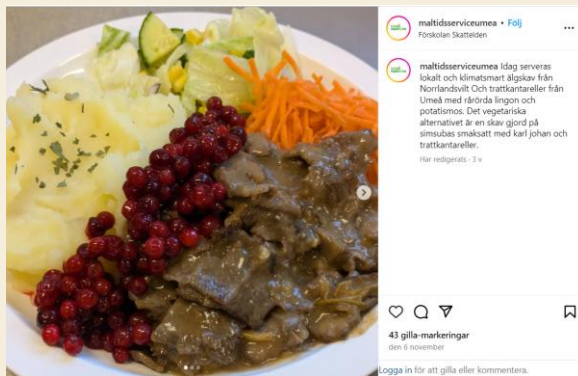 maltidsserviceumea • Följ
Förskolan Skattelden
maltidsserviceumea Idag serveras
lokalt och klimatsmart älgskav från
Norrlandsvilt Och trattkantareller från
Umeå med rårörda lingon och
potatismos. Det vegetariska
alternativet är en skav gjord på
simsubas smaksatt med karl johan och
trattkantareller.
Har redigerats · 3 v
43 gilla-markeringar
den 6 november
Logga in för att gilla eller kommentera.